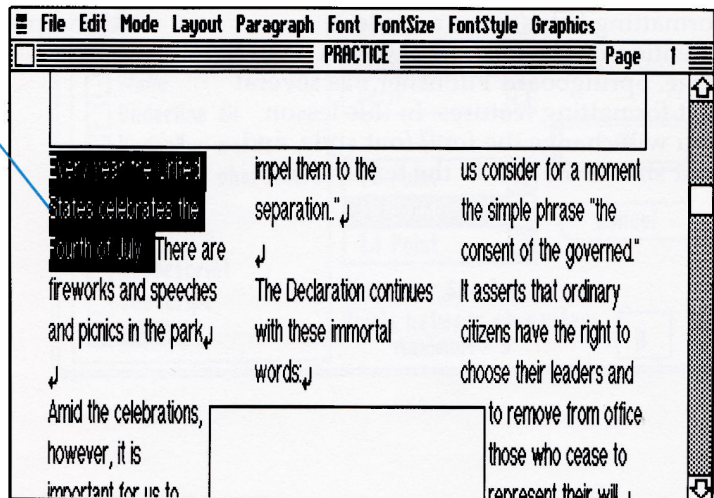 File Edit Mode Layout Paragraph Font FontSize FontStyle Graphics
PRACTICE
Page 1
Every year the United
States celebrates the
Fourth of July. There are
fireworks and speeches
and picnics in the park.
Amid the celebrations,
however, it is
important for us to
impel them to the
separation.."
The Declaration continues
with these immortal
words:
us consider for a moment
the simple phrase "the
consent of the governed."
It asserts that ordinary
citizens have the right to
choose their leaders and
to remove from office
those who cease to
represent their will.